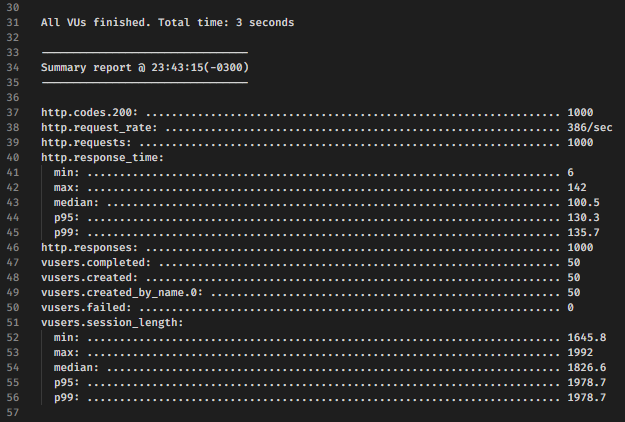 30
31 All VUs finished. Total time: 3 seconds
32
33 --------------------------------
34 Summary report @ 23:43:15(-0300)
35 --------------------------------
36
37 http.codes.200: ................................................................ 1000
38 http.request_rate: ............................................................. 386/sec
39 http.requests: ................................................................. 1000
40 http.response_time:
41 min: ......................................................................... 6
42 max: ......................................................................... 142
43 median: ...................................................................... 100.5
44 p95: ......................................................................... 130.3
45 p99: ......................................................................... 135.7
46 http.responses: ................................................................ 1000
47 vusers.completed: .............................................................. 50
48 vusers.created: ................................................................ 50
49 vusers.created_by_name.0: ...................................................... 50
50 vusers.failed: ................................................................. 0
51 vusers.session_length:
52 min: ......................................................................... 1645.8
53 max: ......................................................................... 1992
54 median: ...................................................................... 1826.6
55 p95: ......................................................................... 1978.7
56 p99: ......................................................................... 1978.7
57